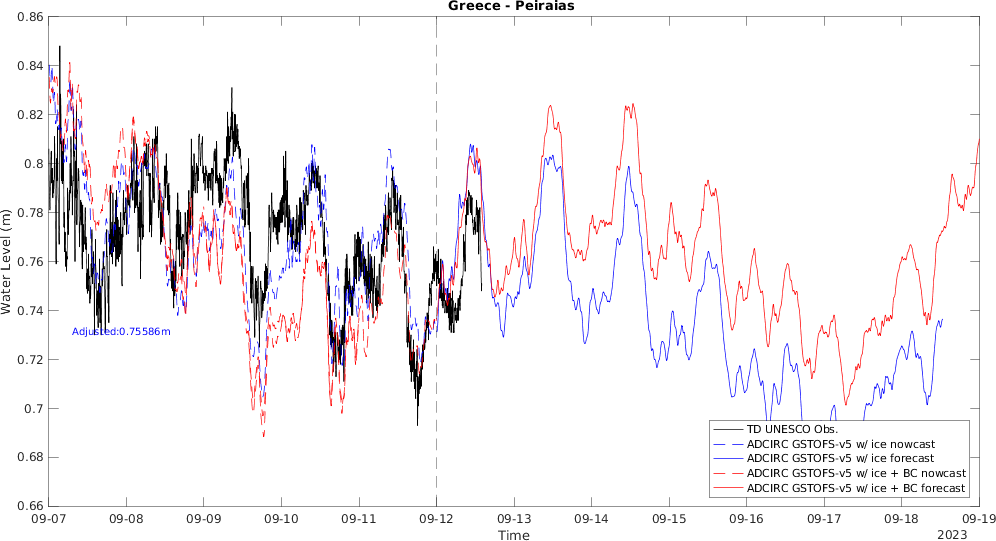 Greece - Peiraias
0.86
0.84
0.82
0.8
0.78
0.76
0.74
0.72
0.7
0.68
0.66
Water Level (m)
Adjusted:0.75586m
TD UNESCO Obs.
ADCIRC GSTOFS-v5 w/ ice nowcast
ADCIRC GSTOFS-v5 w/ ice forecast
ADCIRC GSTOFS-v5 w/ ice + BC nowcast
ADCIRC GSTOFS-v5 w/ ice + BC forecast
09-07 09-08 09-09 09-10 09-11 09-12 09-13 09-14 09-15 09-16 09-17 09-18 09-19
Time
2023